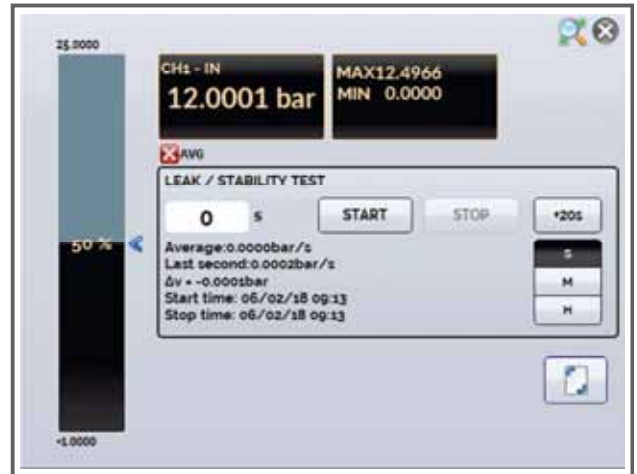 25.0000
CH1 - IN
12.0001 bar
MAX12.4966
MIN 0.0000
AVG
LEAK / STABILITY TEST
0 s START STOP +20s
50 %
Average:0.0000bar/s
Last second:0.0002bar/s
Δv = -0.0001bar
Start time: 06/02/18 09:13
Stop time: 06/02/18 09:13
S
M
H
-1.0000